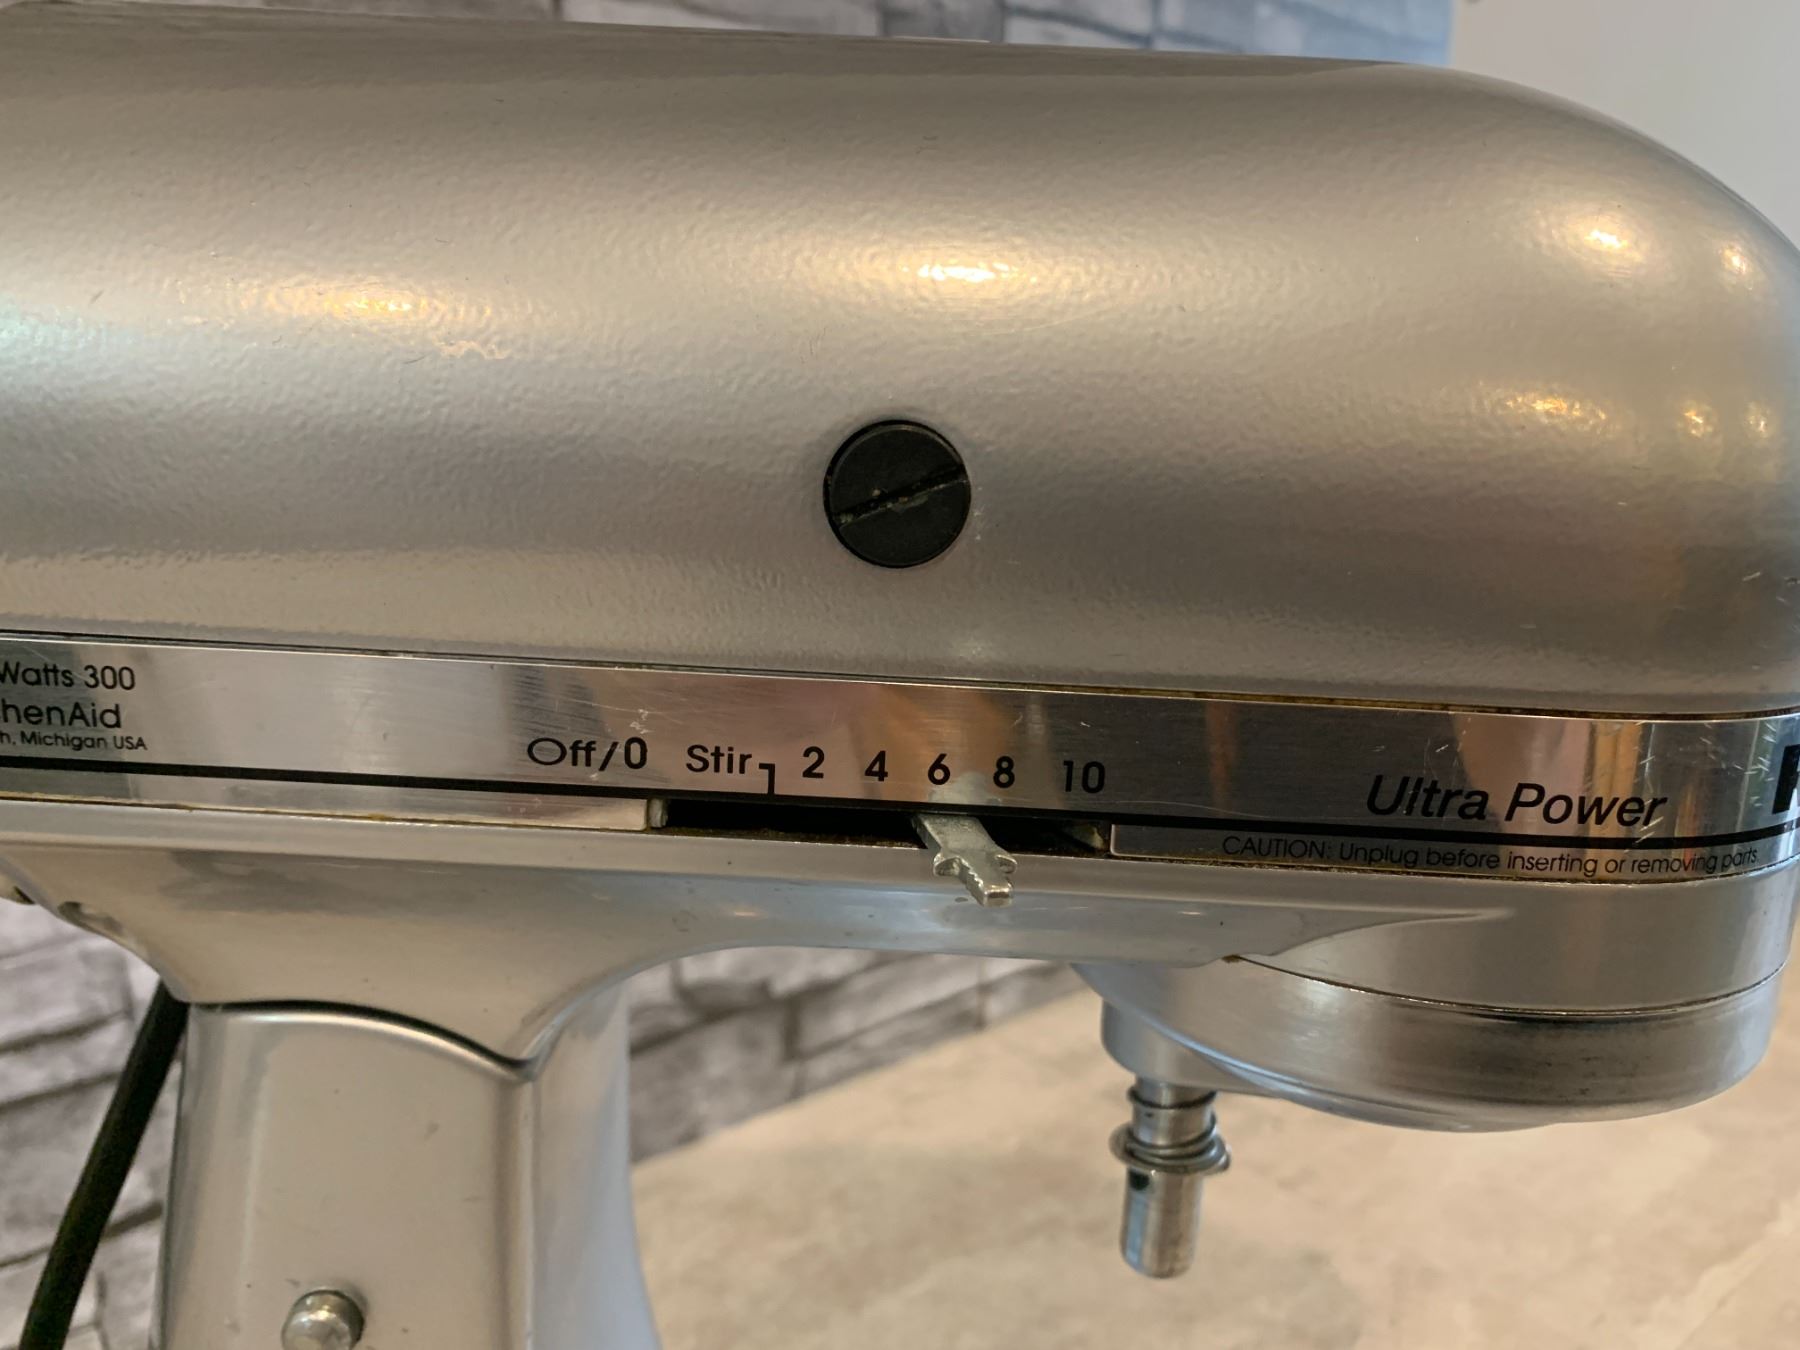 Watts 300
henAid
h, Michigan USA
Off/0 Stir 2 4 6 8 10
Ultra Power
CAUTION: Unplug before inserting or removing parts